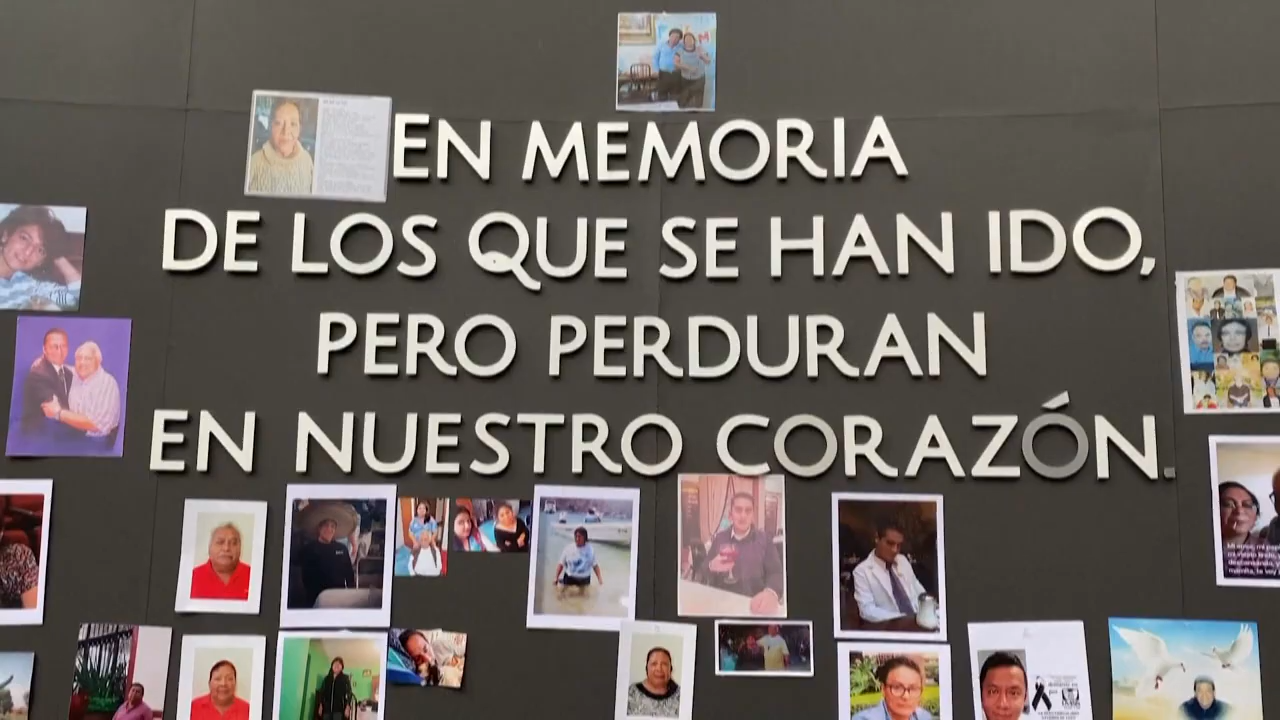 EN MEMORIA
DE LOS QUE SE HAN IDO,
PERO PERDURAN
EN NUESTRO CORAZÓN.